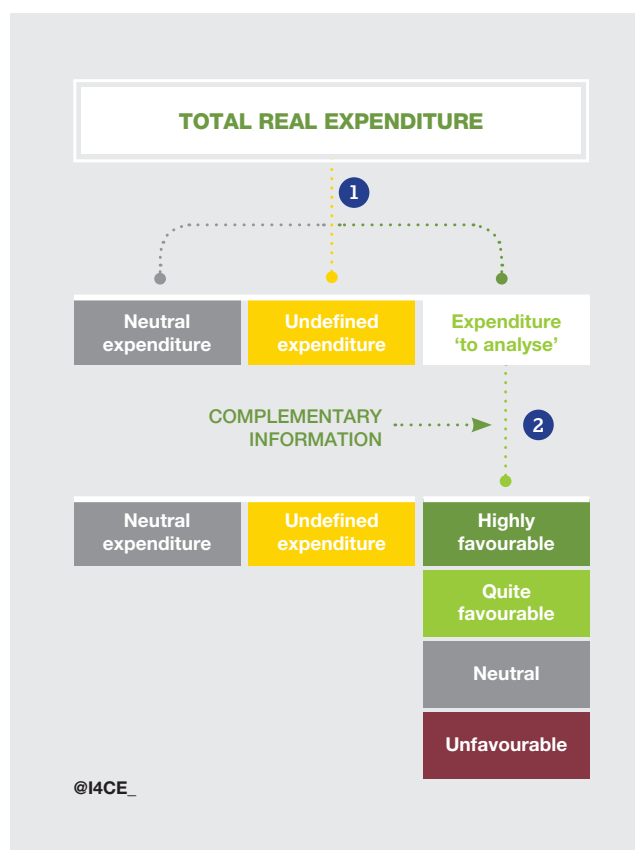 TOTAL REAL EXPENDITURE
1
Neutral
expenditure
Undefined
expenditure
Expenditure
‘to analyse’
COMPLEMENTARY
INFORMATION
2
Neutral
expenditure
Undefined
expenditure
Highly
favourable
Quite
favourable
Neutral
Unfavourable
@I4CE_